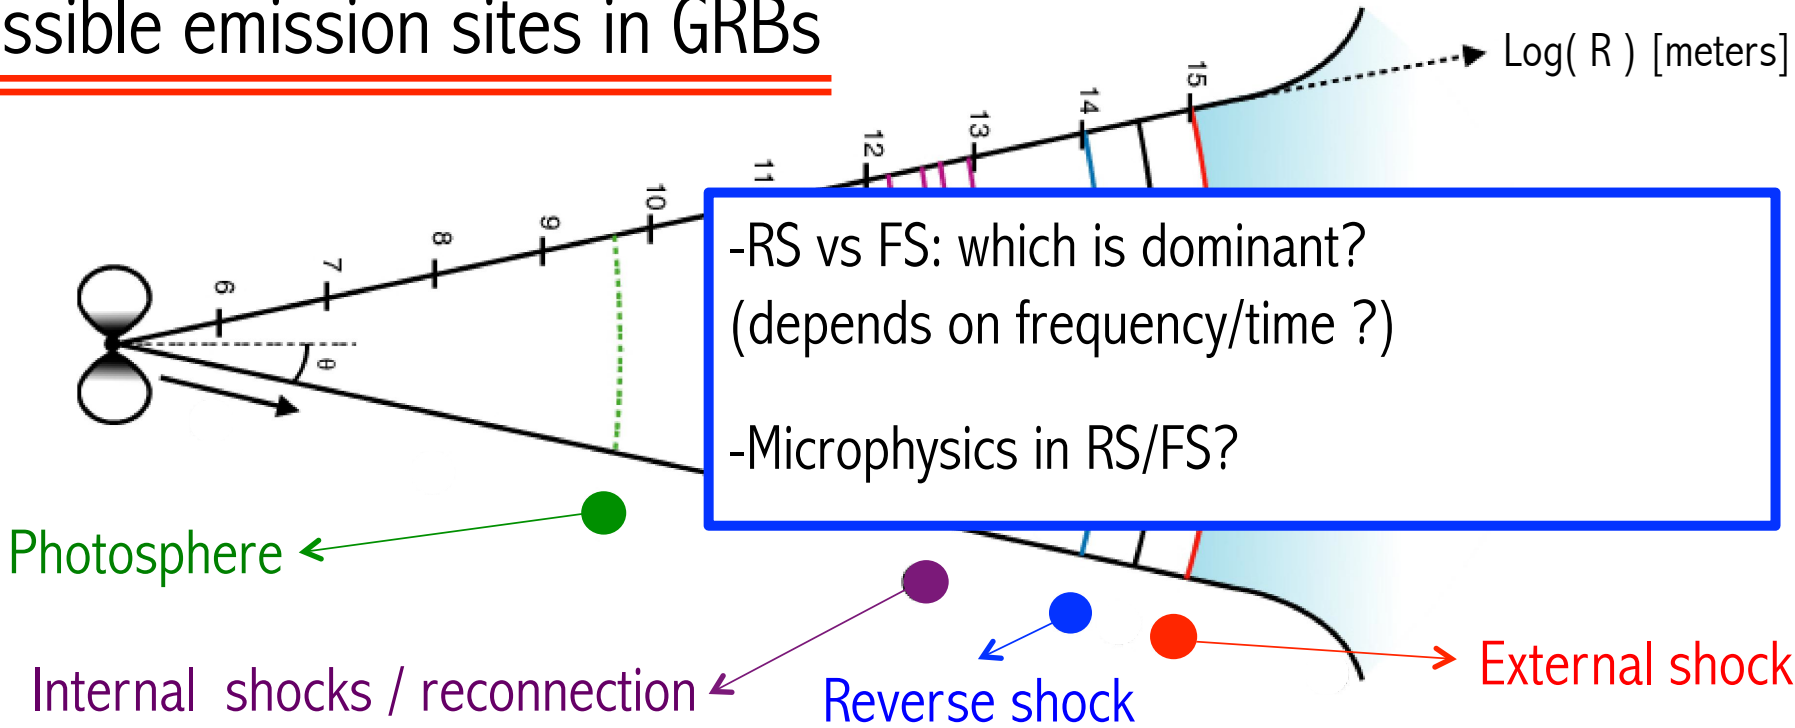 ssible emission sites in GRBs
Log( R ) [meters]
15
14
13
12
11
10
9
8
7
6
θ
-RS vs FS: which is dominant?
(depends on frequency/time ?)
-Microphysics in RS/FS?
Photosphere
Internal shocks / reconnection
Reverse shock
External shock